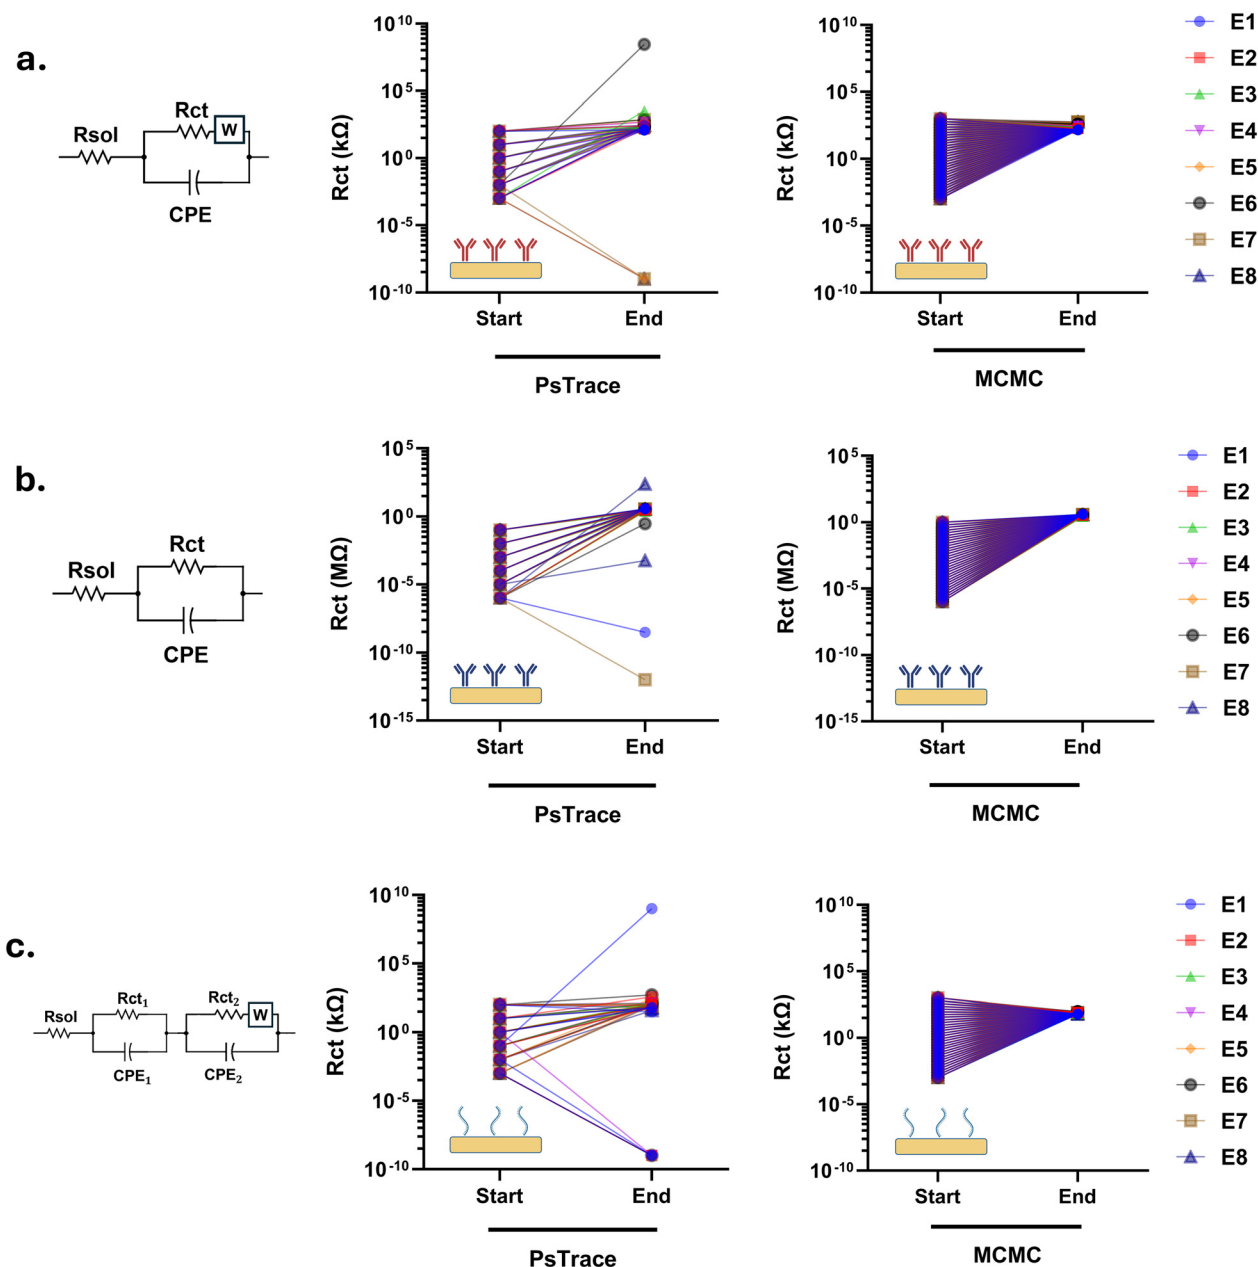 a.
Rsol
Rct
W
CPE
Rct (kΩ)
10^10
10^5
10^0
10^-5
10^-10
Start
End
PsTrace
Rct (kΩ)
10^10
10^5
10^0
10^-5
10^-10
Start
End
MCMC
E1
E2
E3
E4
E5
E6
E7
E8
b.
Rsol
Rct
CPE
Rct (MΩ)
10^5
10^0
10^-5
10^-10
10^-15
Start
End
PsTrace
Rct (MΩ)
10^5
10^0
10^-5
10^-10
10^-15
Start
End
MCMC
E1
E2
E3
E4
E5
E6
E7
E8
c.
Rsol
Rct₁
CPE₁
Rct₂
W
CPE₂
Rct (kΩ)
10^10
10^5
10^0
10^-5
10^-10
Start
End
PsTrace
Rct (kΩ)
10^10
10^5
10^0
10^-5
10^-10
Start
End
MCMC
E1
E2
E3
E4
E5
E6
E7
E8